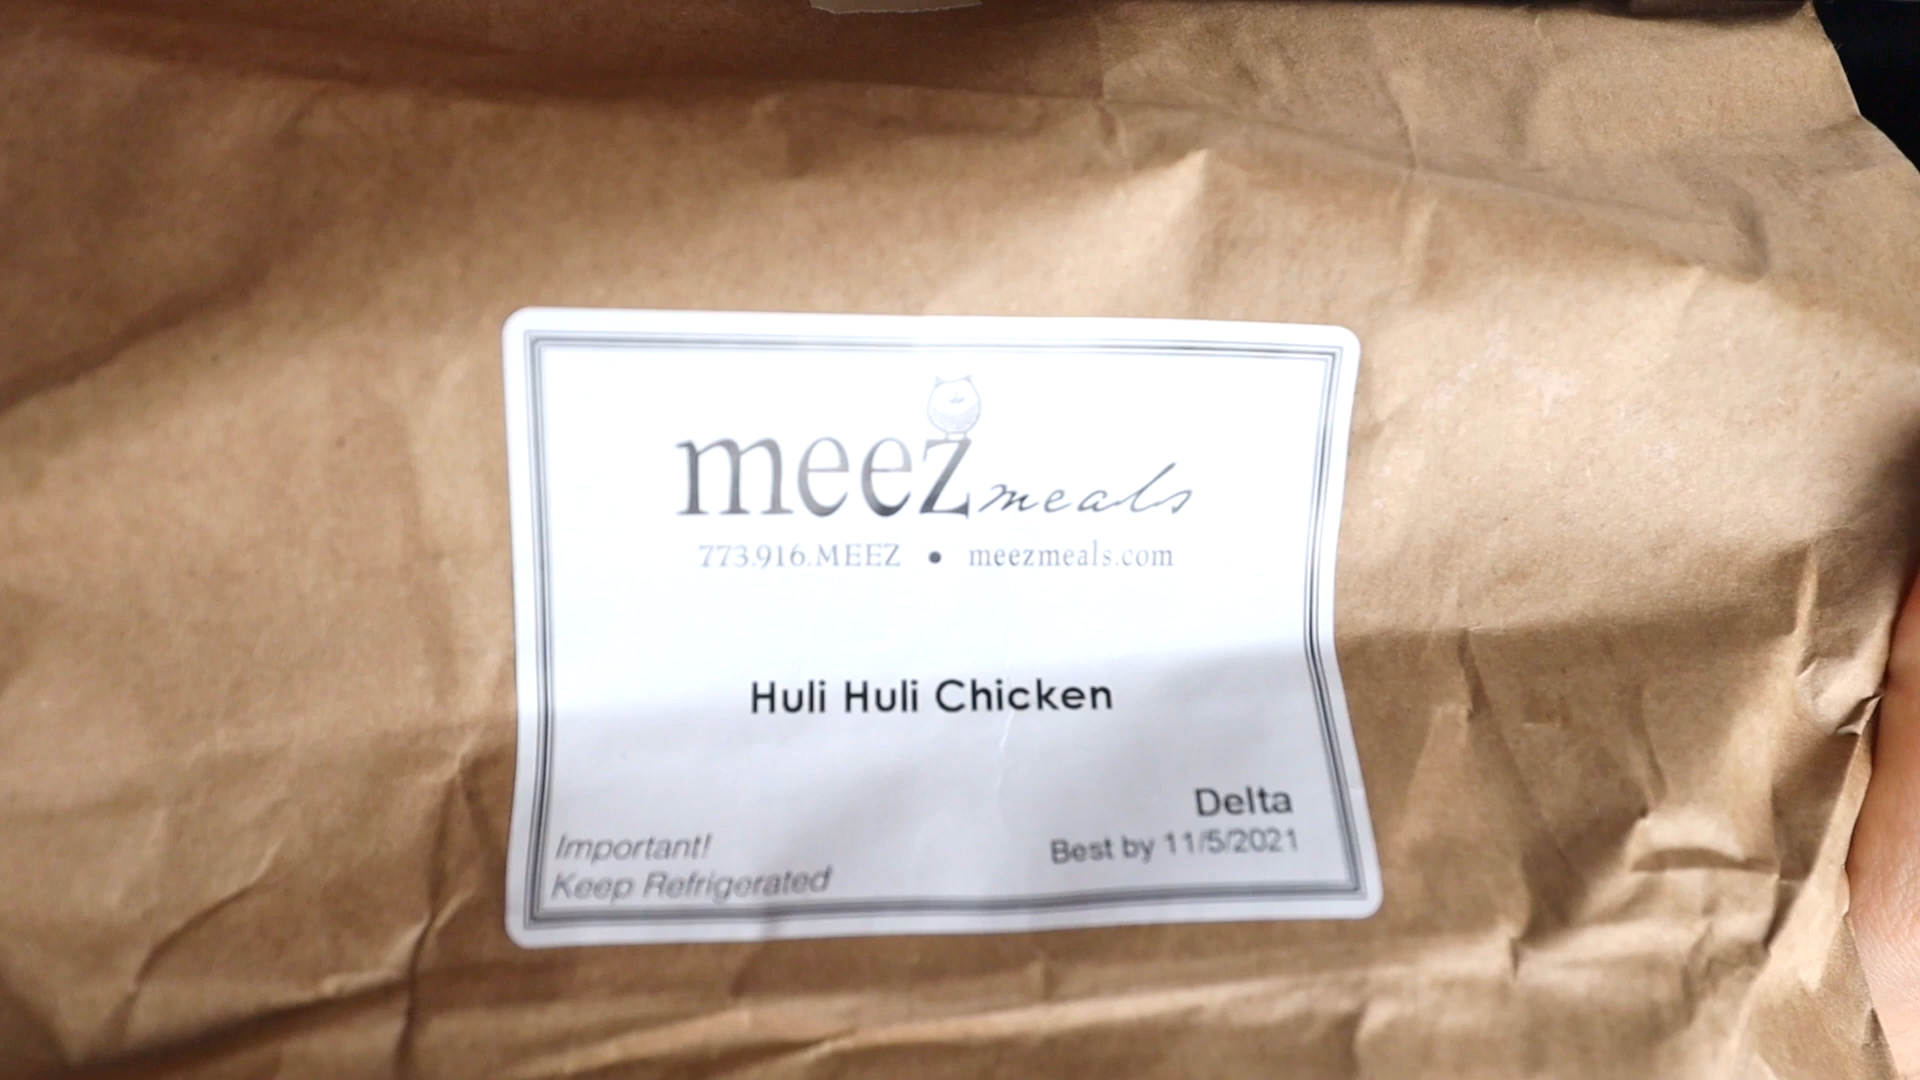 meez meals
773.916.MEEZ • meezmeals.com
Huli Huli Chicken
Delta
Best by 11/5/2021
Important!
Keep Refrigerated